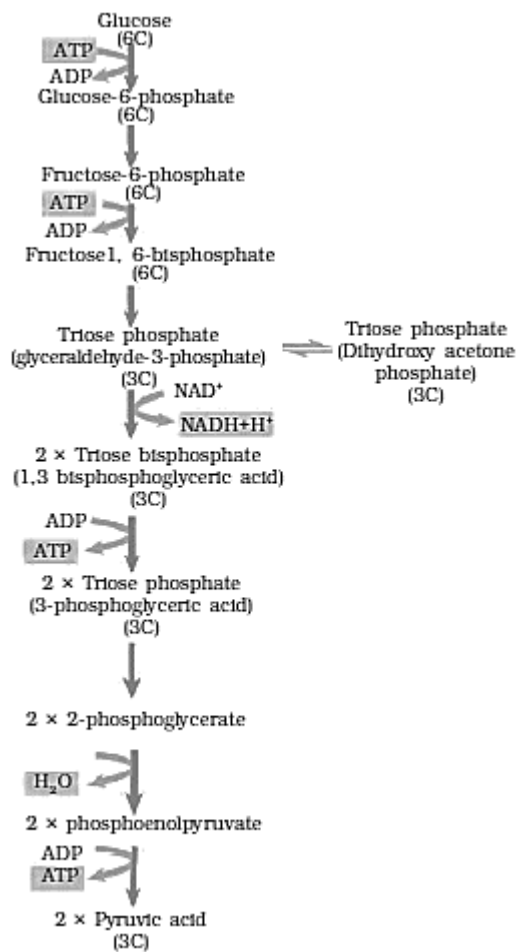 Glucose
(6C)
ATP
ADP
Glucose-6-phosphate
(6C)
Fructose-6-phosphate
(6C)
ATP
ADP
Fructose1, 6-bisphosphate
(6C)
Triose phosphate
(glyceraldehyde-3-phosphate)
(3C)
Triose phosphate
(Dihydroxy acetone
phosphate)
(3C)
NAD⁺
NADH+H⁺
2 × Triose bisphosphate
(1,3 bisphosphoglyceric acid)
(3C)
ADP
ATP
2 × Triose phosphate
(3-phosphoglyceric acid)
(3C)
2 × 2-phosphoglycerate
H₂O
2 × phosphoenolpyruvate
ADP
ATP
2 × Pyruvic acid
(3C)